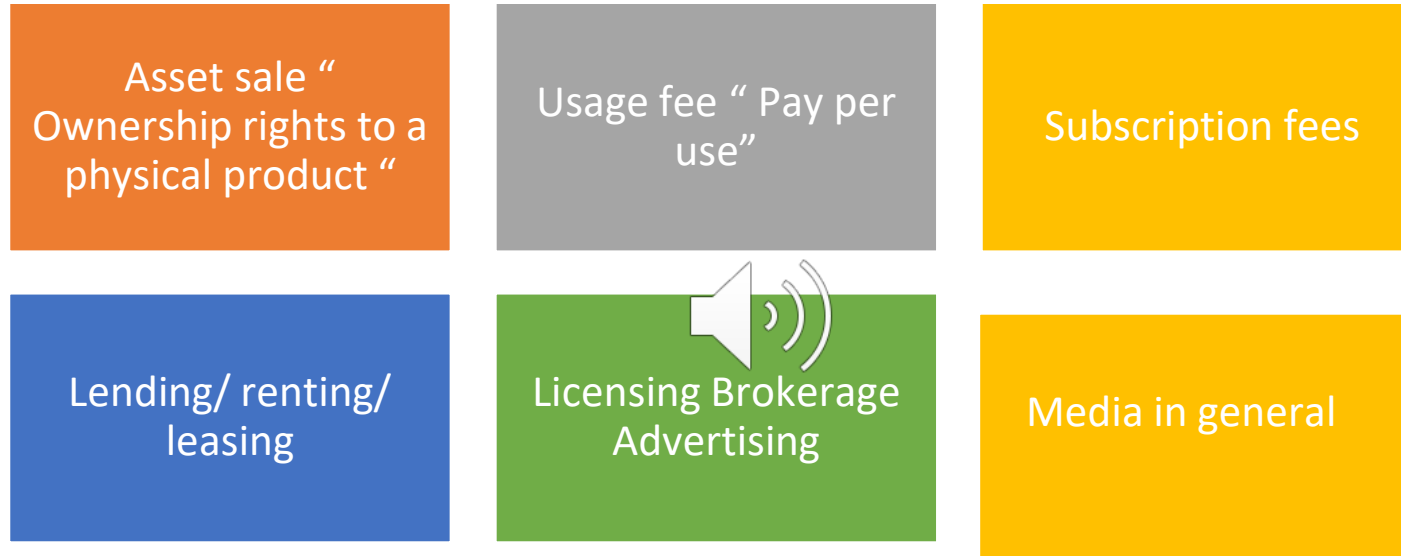 Asset sale “
Ownership rights to a
physical product “
Usage fee “ Pay per
use”
Subscription fees
Lending/ renting/
leasing
Licensing Brokerage
Advertising
Media in general